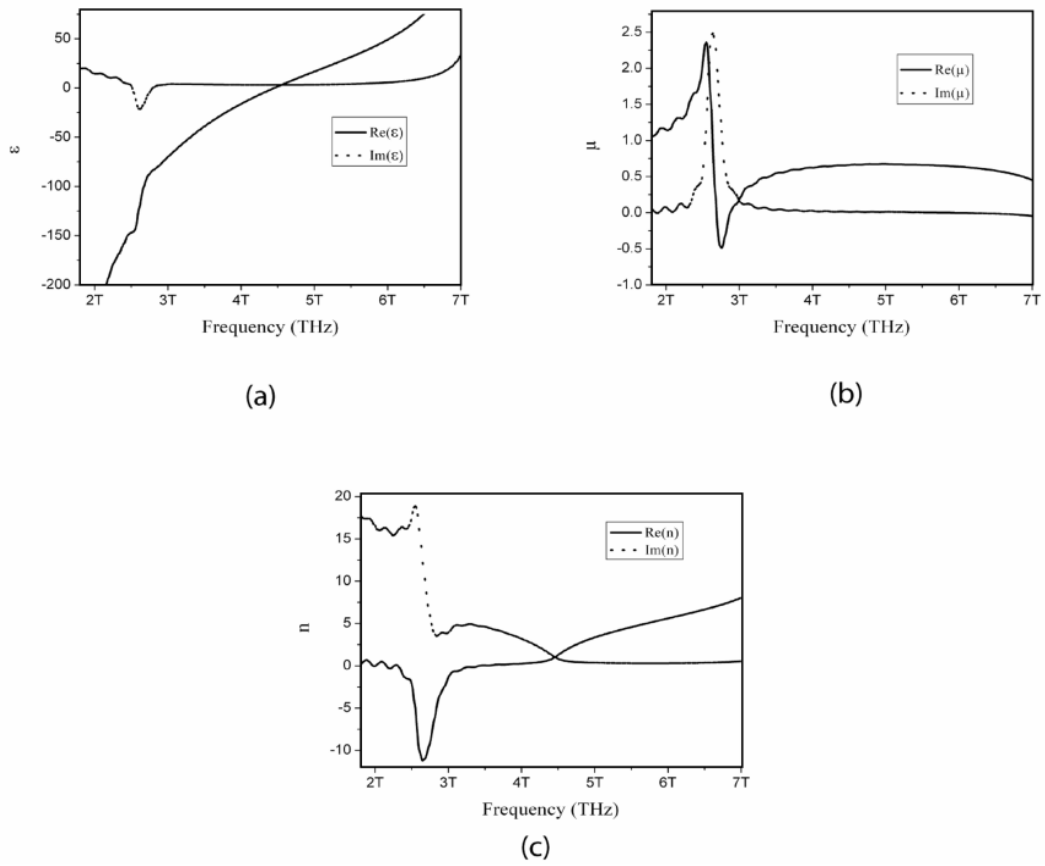 50
0
-50
-100
-150
-200
ε
Re(ε)
Im(ε)
2T 3T 4T 5T 6T 7T
Frequency (THz)
(a)
2.5
2.0
1.5
1.0
0.5
0.0
-0.5
-1.0
μ
Re(μ)
Im(μ)
2T 3T 4T 5T 6T 7T
Frequency (THz)
(b)
20
15
10
5
0
-5
-10
n
Re(n)
Im(n)
2T 3T 4T 5T 6T 7T
Frequency (THz)
(c)